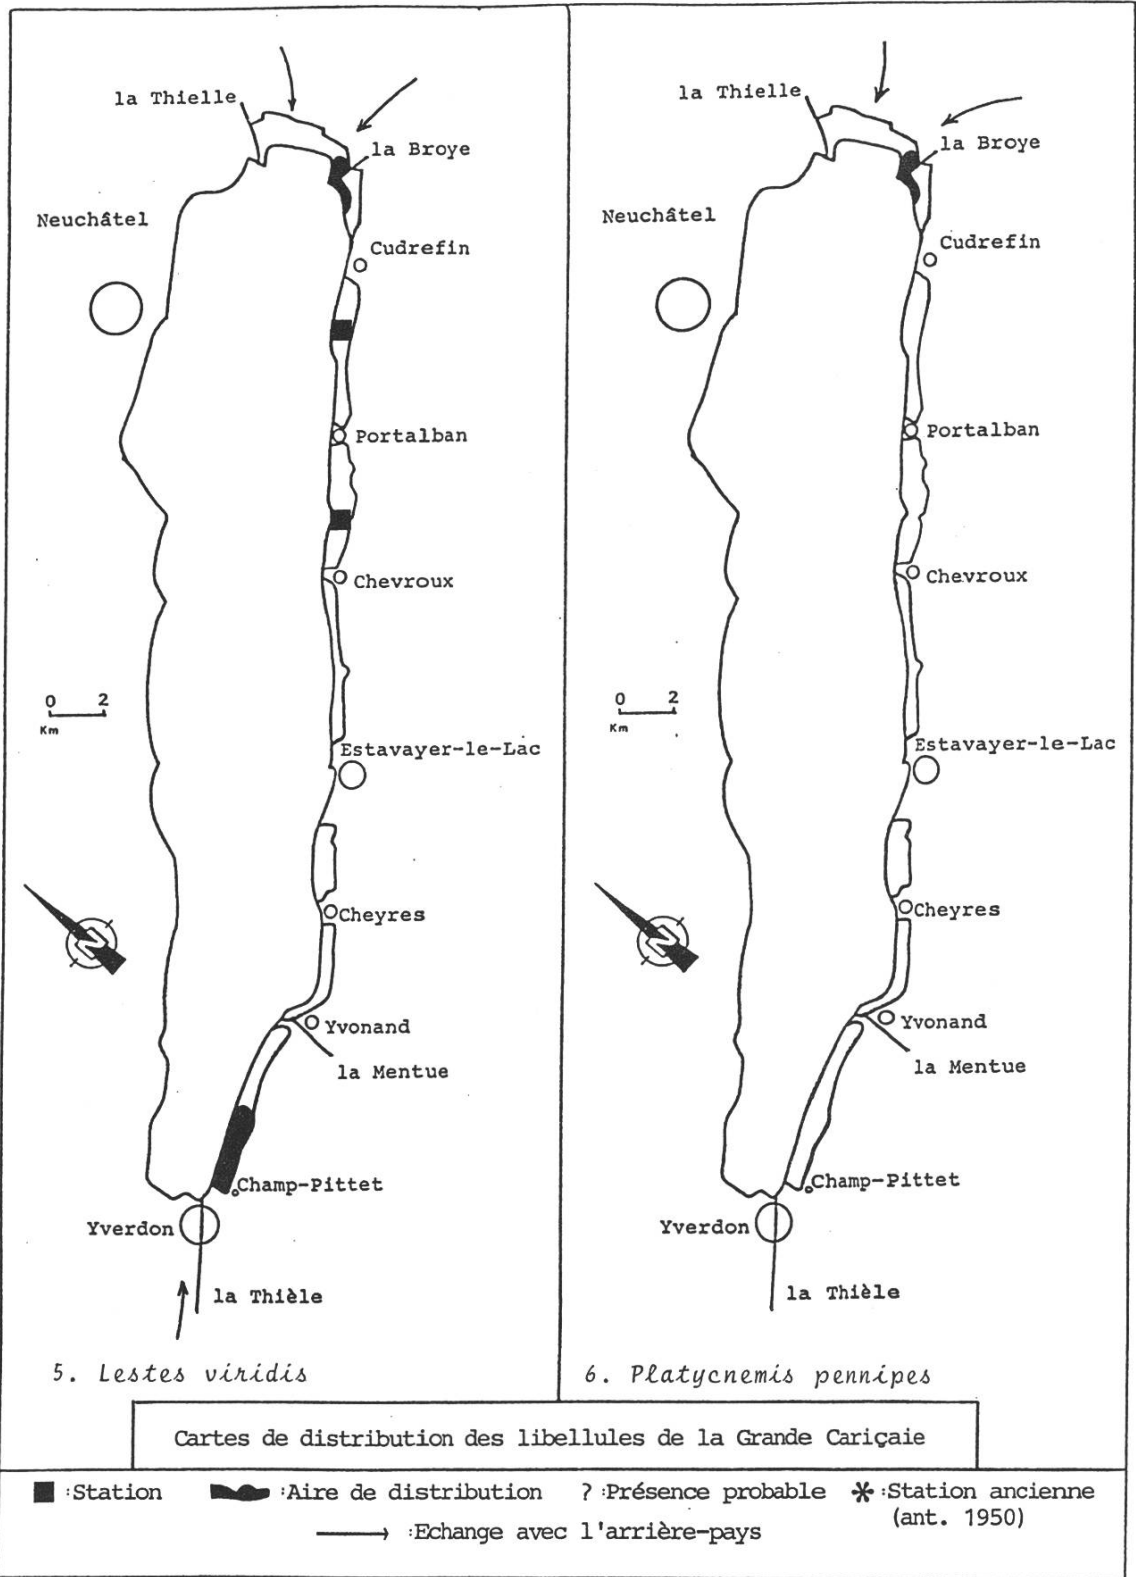 la Thielle
la Broye
Neuchâtel
Cudrefin
Portalban
Chevroux
0 2
Km
Estavayer-le-Lac
N
Cheyres
Yvonand
la Mentue
Champ-Pittet
Yverdon
la Thièle
5. Lestes viridis
la Thielle
la Broye
Neuchâtel
Cudrefin
Portalban
Chevroux
0 2
Km
Estavayer-le-Lac
N
Cheyres
Yvonand
la Mentue
Champ-Pittet
Yverdon
la Thièle
6. Platycnemis pennipes
Cartes de distribution des libellules de la Grande Cariçaie
:Station :Aire de distribution ? :Présence probable * :Station ancienne
(ant. 1950)
:Echange avec l'arrière-pays